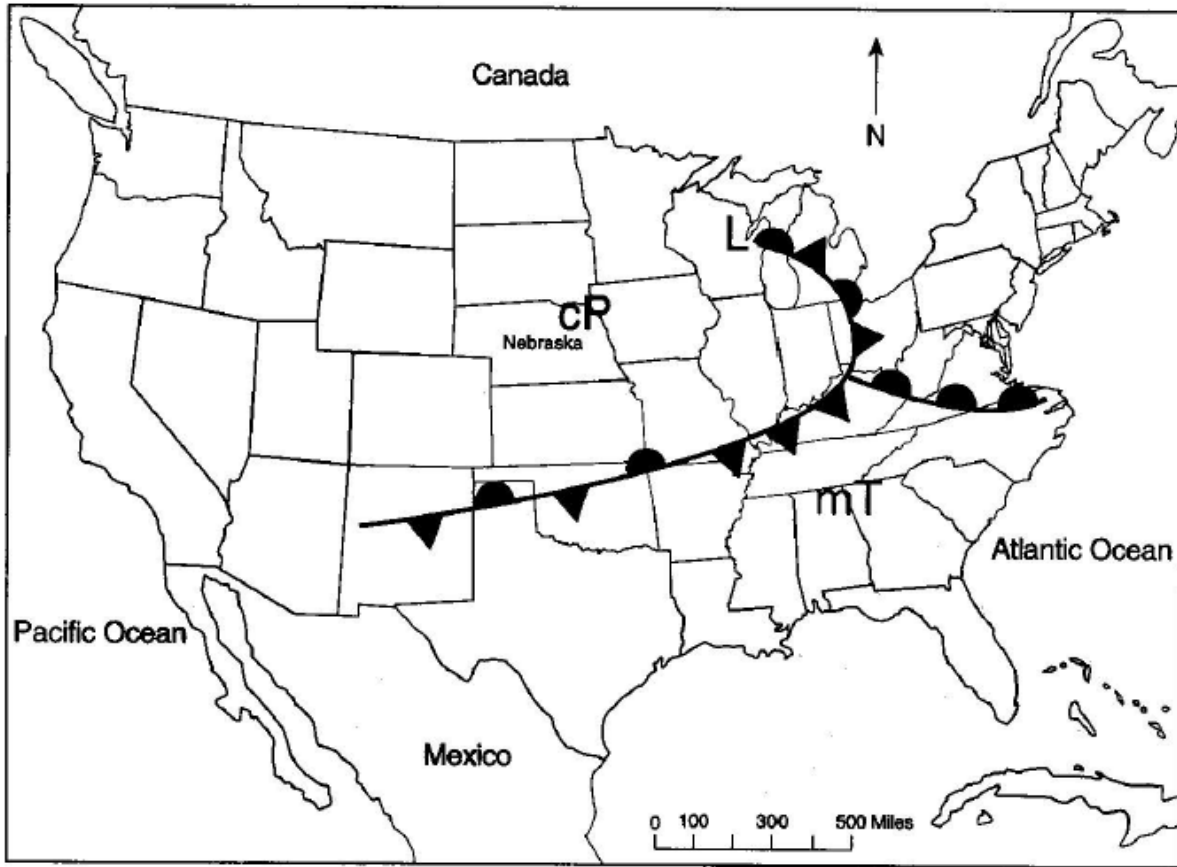 Canada
N
L
cP
Nebraska
mT
Atlantic Ocean
Pacific Ocean
Mexico
0 100 300 500 Miles